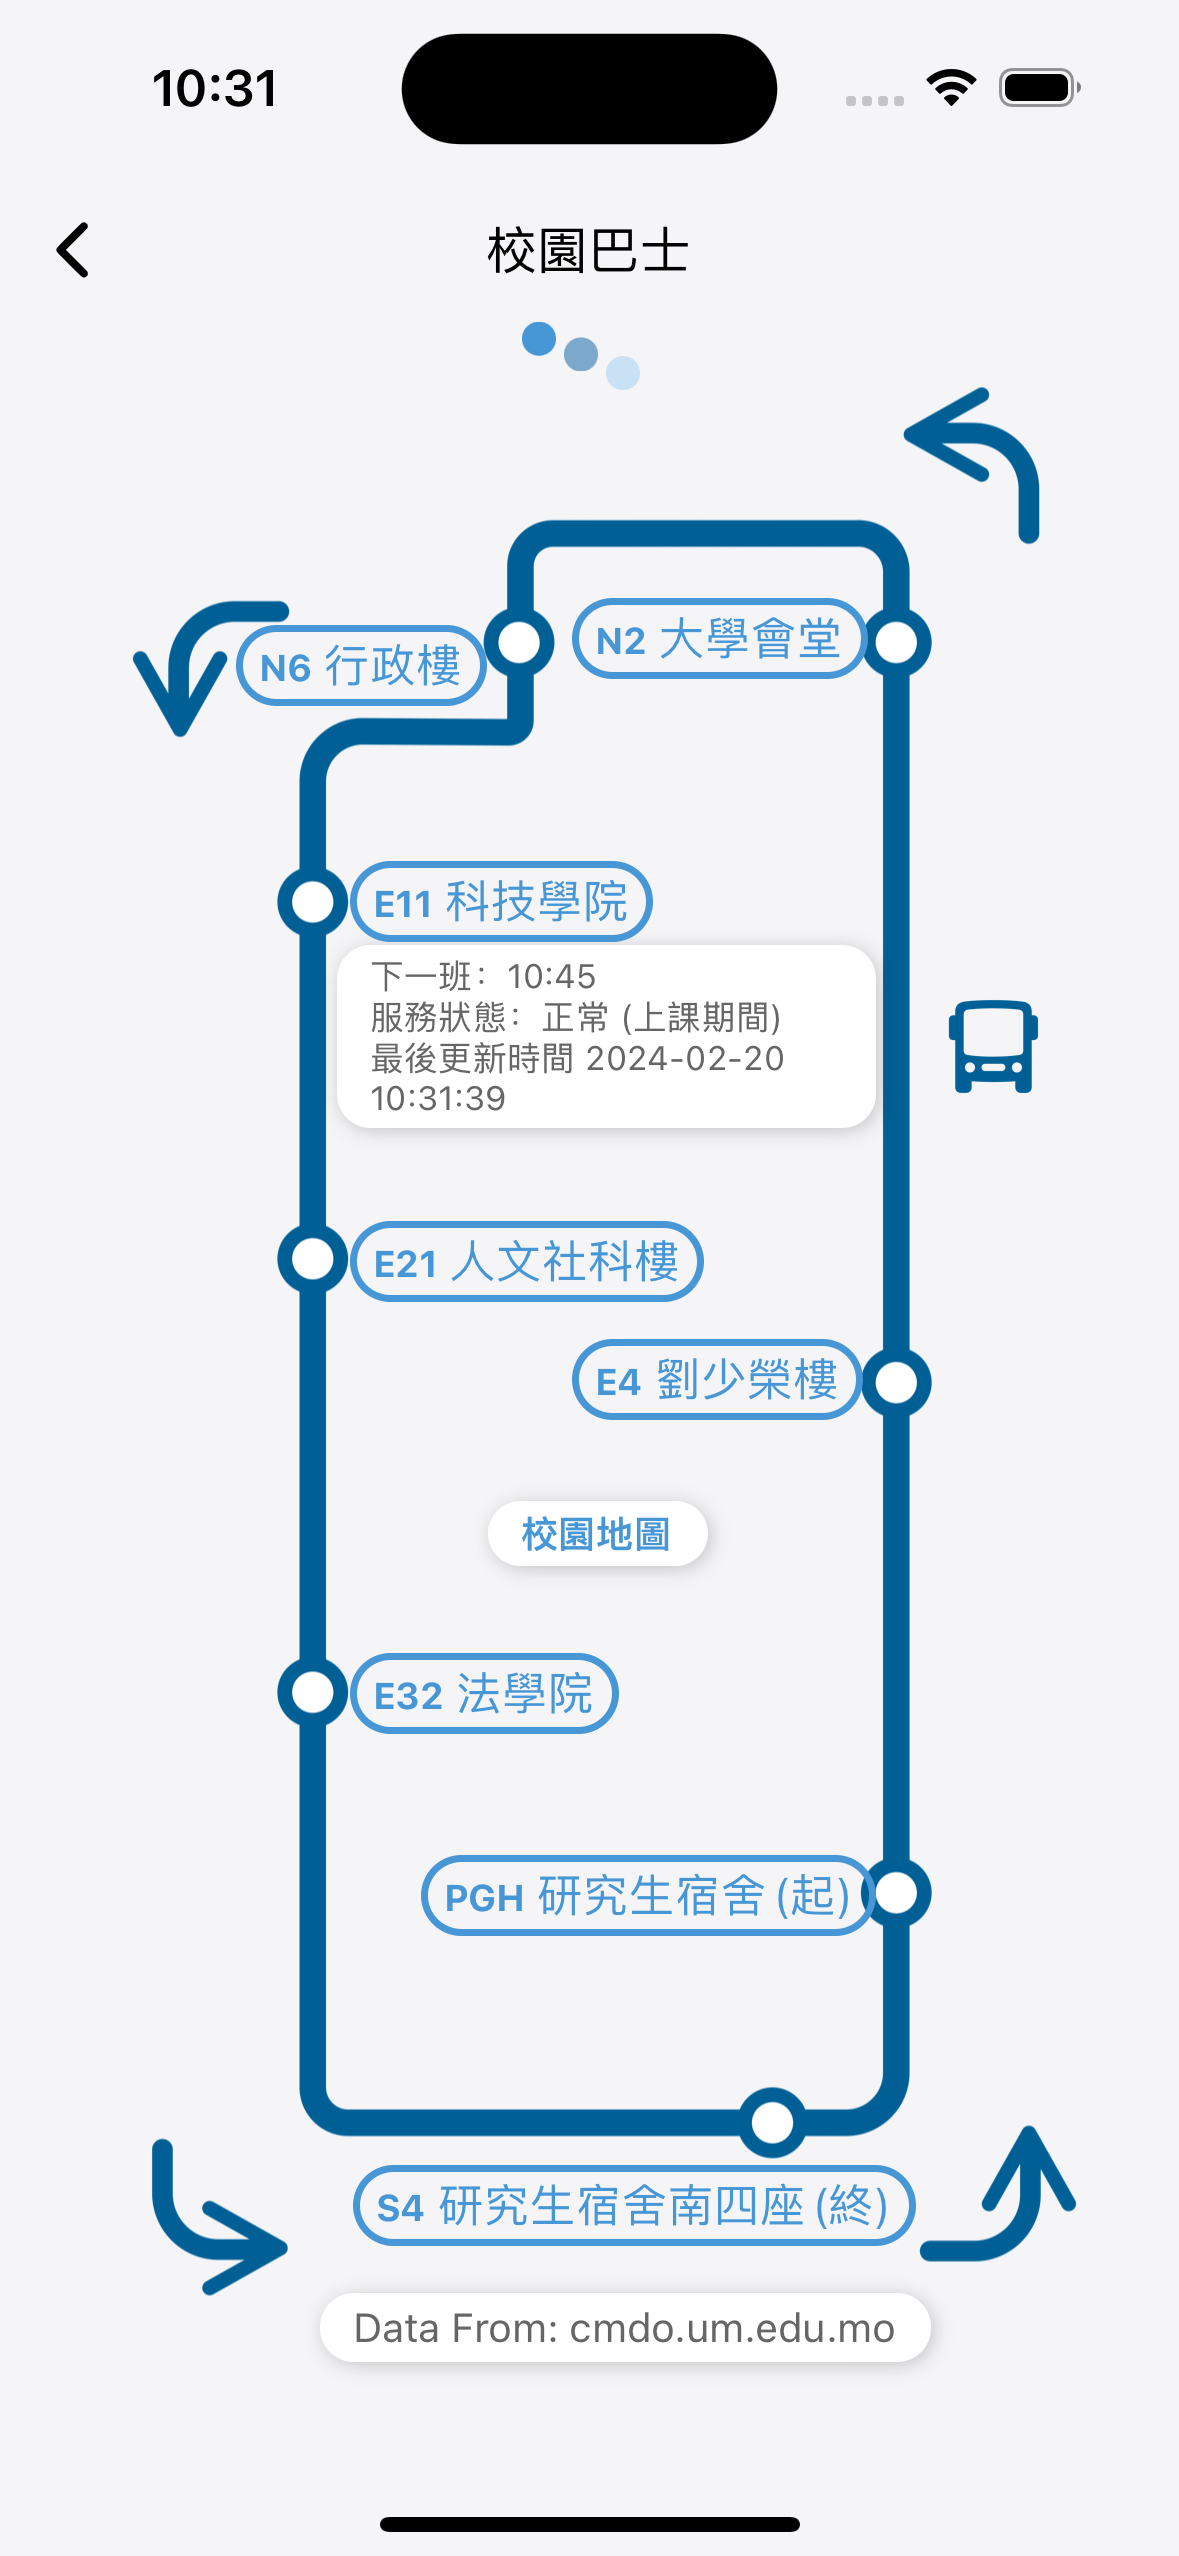 10:31
校園巴士
N2 大學會堂
N6 行政樓
E11 科技學院
下一班：10:45
服務狀態：正常 (上課期間)
最後更新時間 2024-02-20
10:31:39
E21 人文社科樓
E4 劉少榮樓
校園地圖
E32 法學院
PGH 研究生宿舍 (起)
S4 研究生宿舍南四座 (終)
Data From: cmdo.um.edu.mo